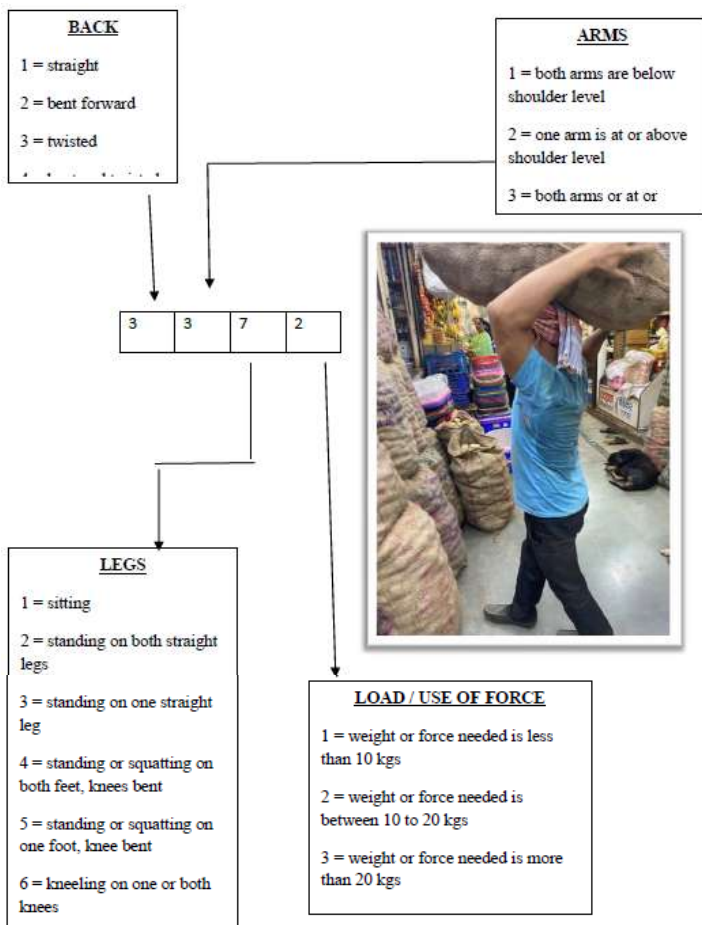 BACK
1 = straight
2 = bent forward
3 = twisted
ARMS
1 = both arms are below
shoulder level
2 = one arm is at or above
shoulder level
3 = both arms or at or
3 3 7 2
LEGS
1 = sitting
2 = standing on both straight
legs
3 = standing on one straight
leg
4 = standing or squatting on
both feet, knees bent
5 = standing or squatting on
one foot, knee bent
6 = kneeling on one or both
knees
LOAD / USE OF FORCE
1 = weight or force needed is less
than 10 kgs
2 = weight or force needed is
between 10 to 20 kgs
3 = weight or force needed is more
than 20 kgs